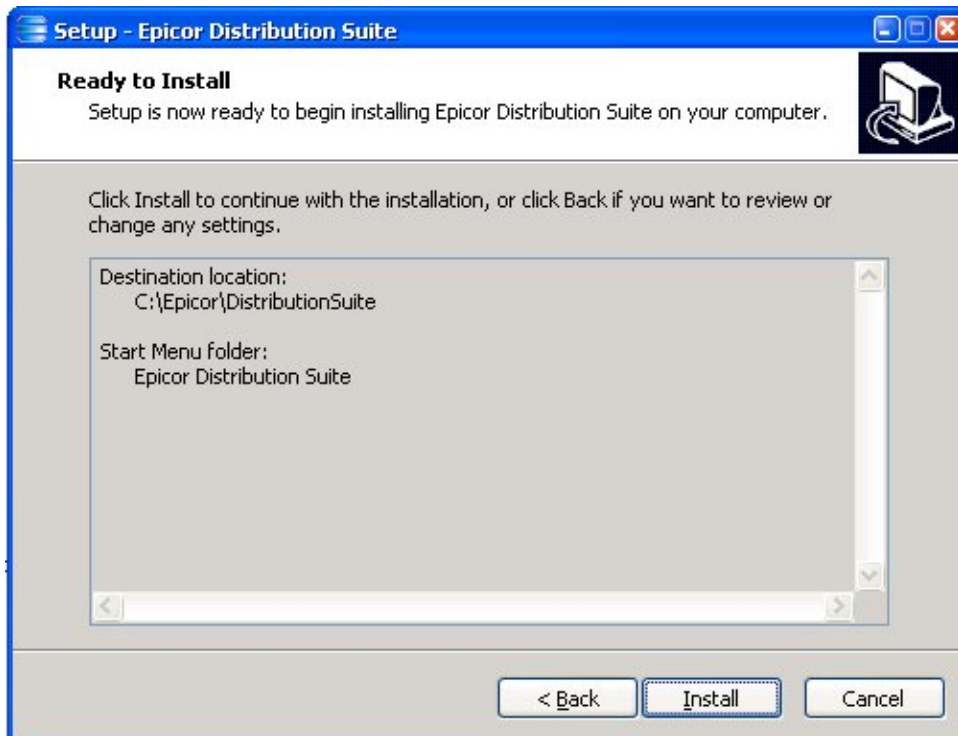 Setup - Epicor Distribution Suite
Ready to Install
Setup is now ready to begin installing Epicor Distribution Suite on your computer.
Click Install to continue with the installation, or click Back if you want to review or
change any settings.
Destination location:
C:\Epicor\DistributionSuite
Start Menu folder:
Epicor Distribution Suite
< Back
Install
Cancel